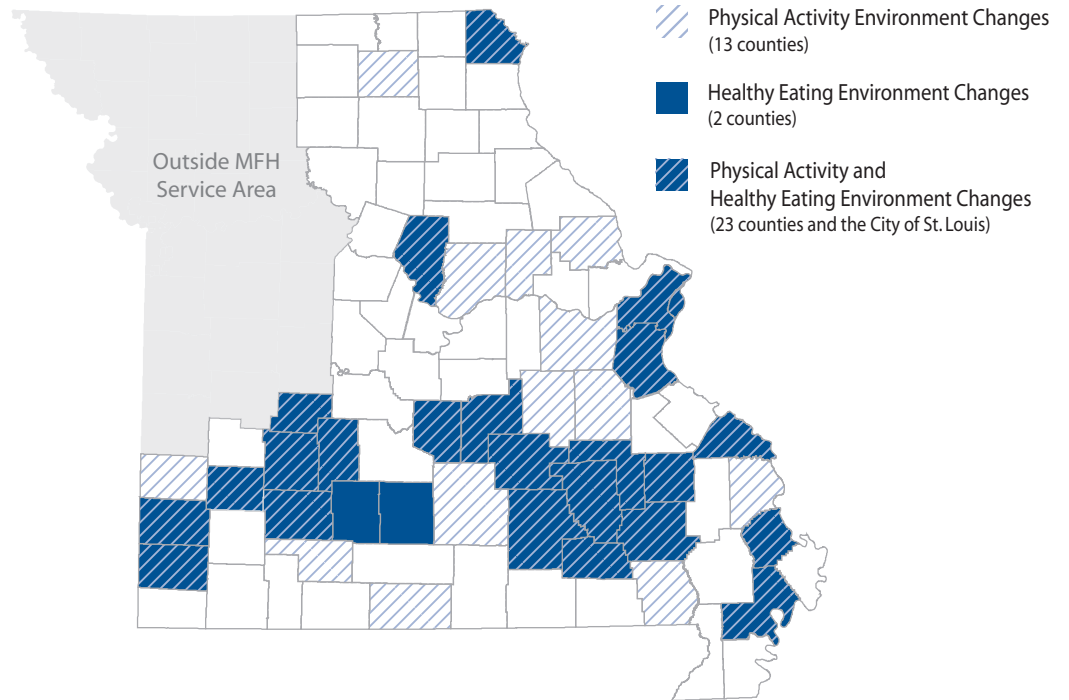 Physical Activity Environment Changes
(13 counties)
Healthy Eating Environment Changes
(2 counties)
Physical Activity and
Healthy Eating Environment Changes
(23 counties and the City of St. Louis)
Outside MFH
Service Area